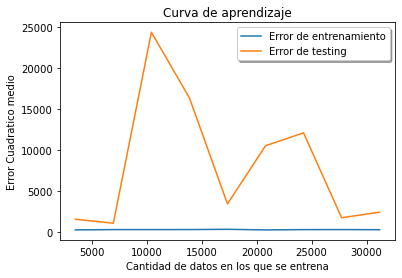 Curva de aprendizaje
Error de entrenamiento
Error de testing
Error Cuadratico medio
25000
20000
15000
10000
5000
0
5000 10000 15000 20000 25000 30000
Cantidad de datos en los que se entrena